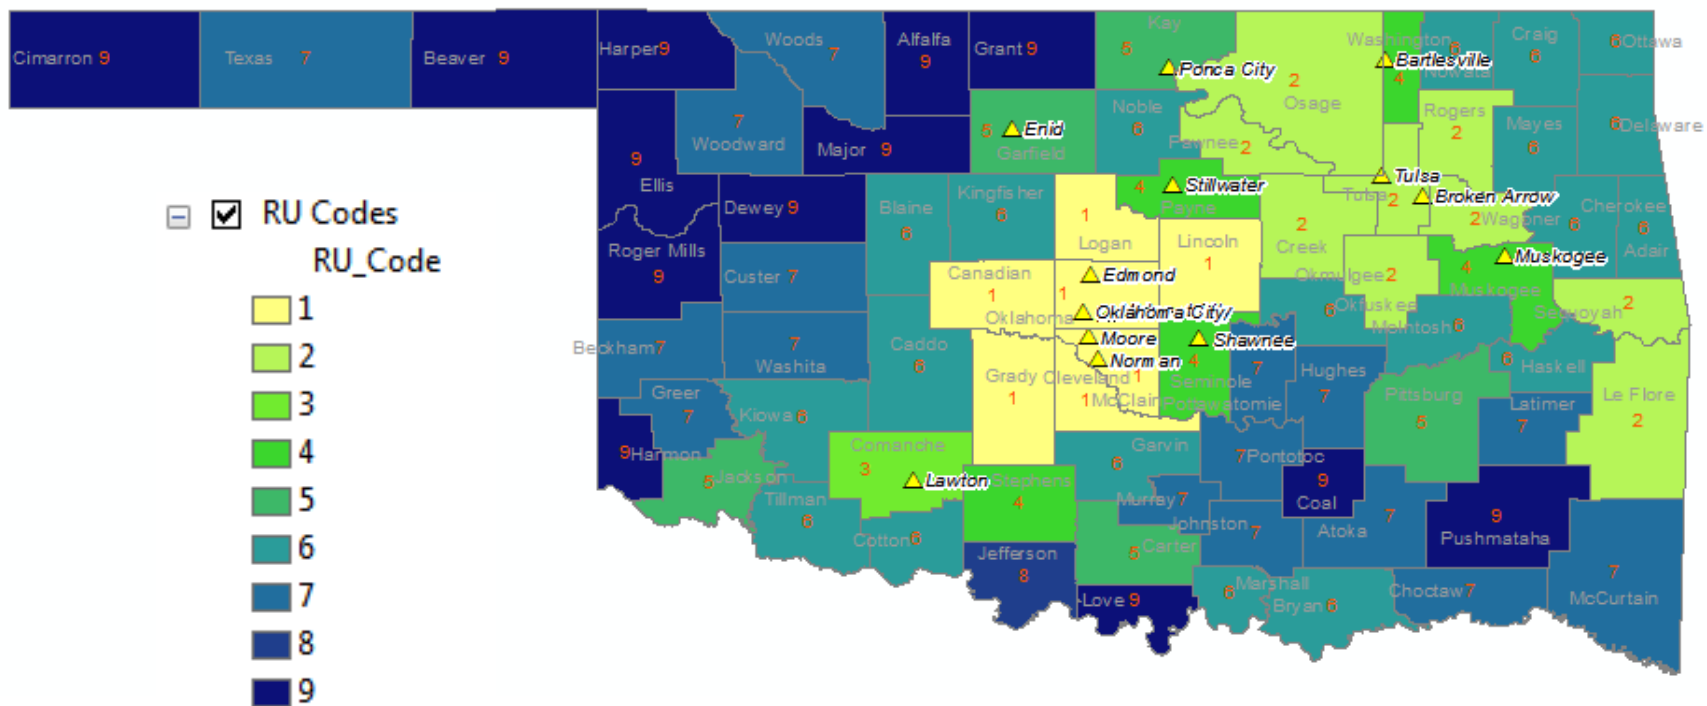 Cimarron 9
Texas 7
Beaver 9
Harper 9
Woods 7
Alfalfa 9
Grant 9
Kay 5
Ponca City
2 Osage
Washington 4
Bartlesville
6 Nowata
Craig 6
6 Ottawa
9 Ellis
7 Woodward
Major 9
5 Enid
Garfield
Noble 6
Pawnee 2
Rogers 2
Mayes 6
6 Delaware
Dewey 9
Blaine 6
Kingfisher 6
1 Logan
4 Stillwater
Payne
Lincoln 1
2 Creek
Tulsa
Tulsa 2
Broken Arrow
2 Wagoner
Cherokee 6
6 Adair
RU Codes
RU_Code
1
2
3
4
5
6
7
8
9
Roger Mills 9
Custer 7
Canadian 1
Edmond
1
Oklahoma
Oklahoma City
Okmulgee 2
4 Muskogee
Muskogee
Sequoyah 2
6 Okfuskee
McIntosh 6
Beckham 7
7 Washita
Caddo 6
Grady 1
Moore
Norman
Cleveland 1
1 McClain
Shawnee
4
Seminole 7
Pottawatomie
Hughes 7
6 Haskell
Pittsburg 5
Latimer 7
Le Flore 2
Greer 7
Kiowa 6
9 Harmon
5 Jackson
Comanche 3
Lawton
Tillman 6
Cotton 6
Stephens 4
Garvin 6
Murray 7
7 Pontotoc
Johnston 7
9 Coal
Atoka 7
9 Pushmataha
Jefferson 8
5 Carter
Love 9
6 Marshall
Bryan 6
Choctaw 7
7 McCurtain